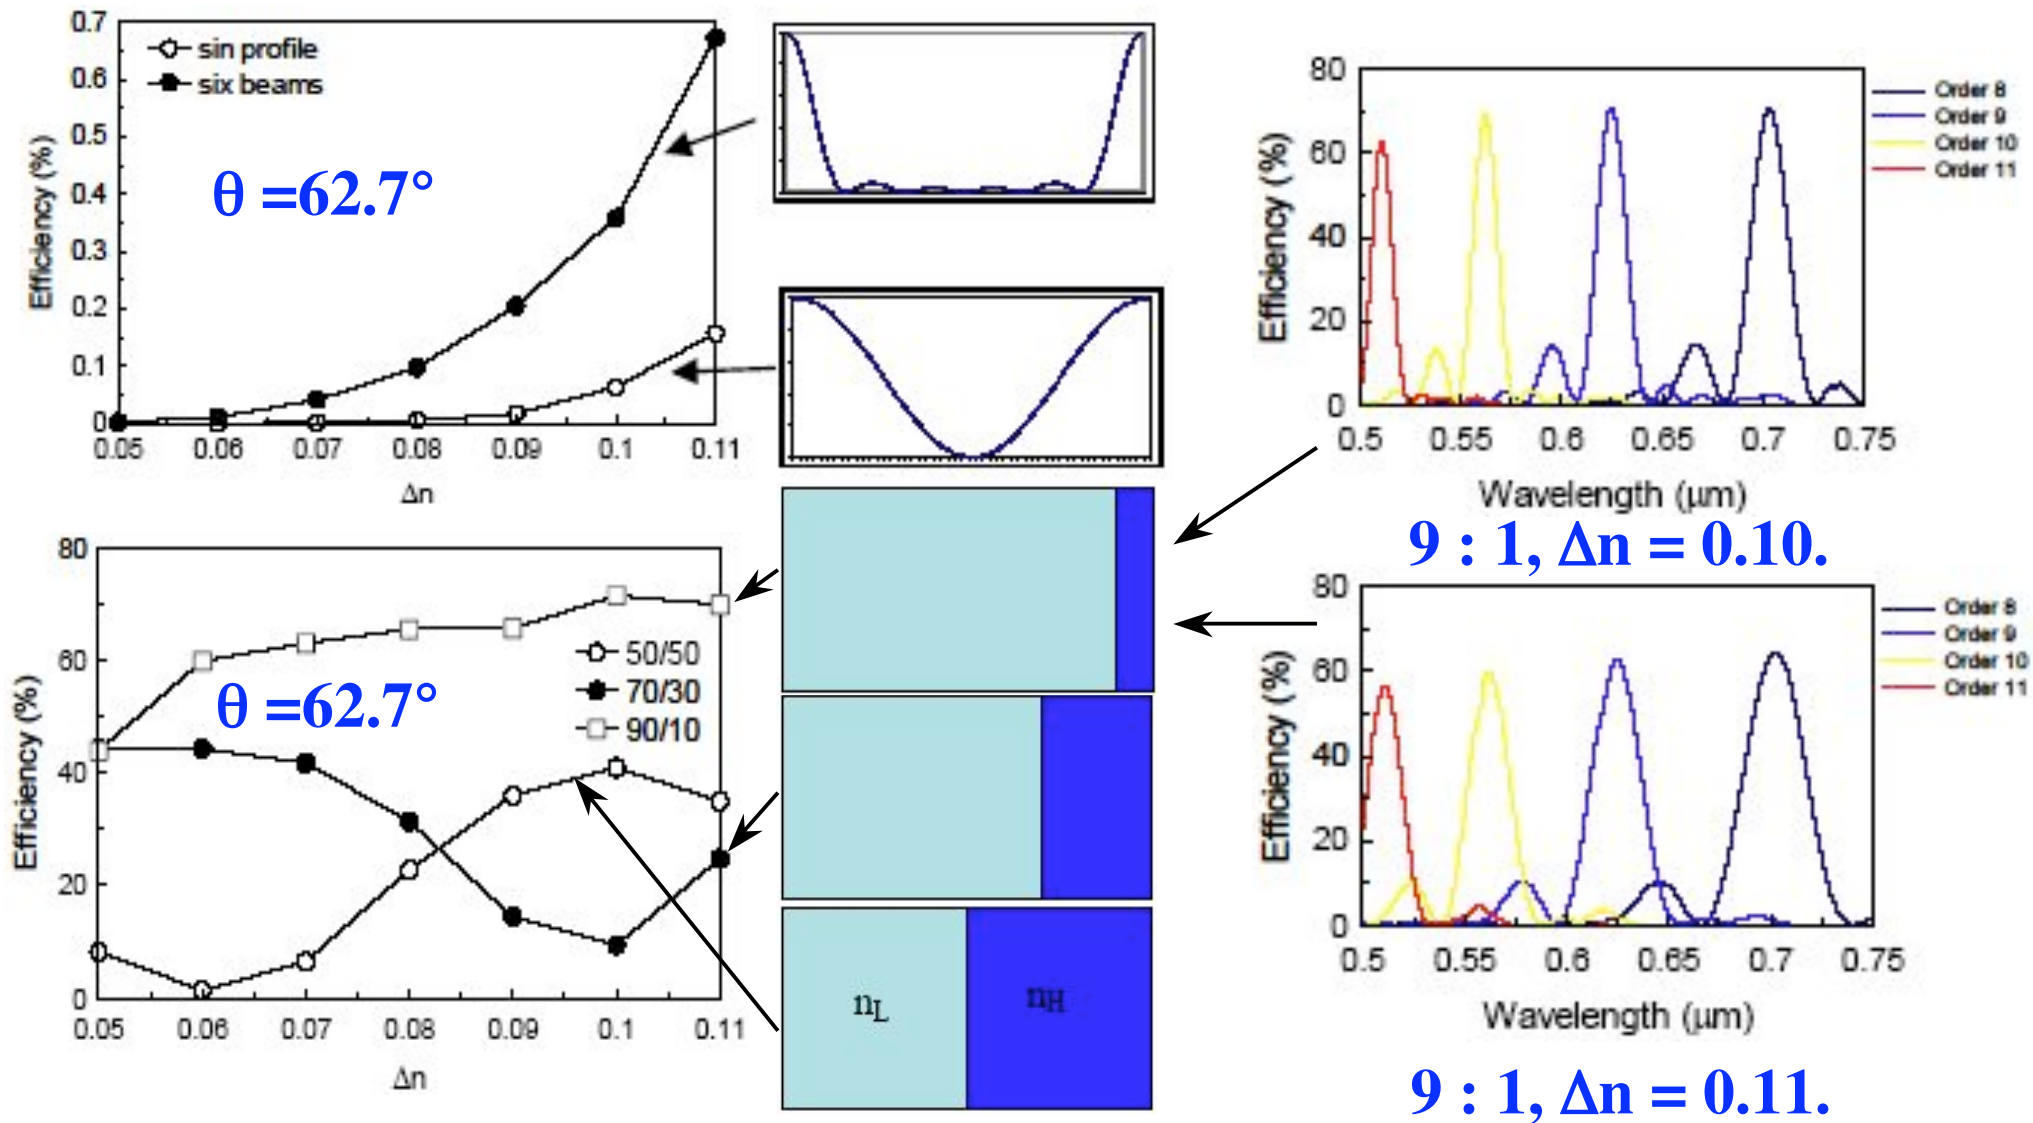 0.7
0.6
0.5
0.4
0.3
0.2
0.1
0
Efficiency (%)
sin profile
six beams
θ =62.7°
0.05 0.06 0.07 0.08 0.09 0.1 0.11
Δn
80
60
40
20
0
Efficiency (%)
θ =62.7°
50/50
70/30
90/10
0.05 0.06 0.07 0.08 0.09 0.1 0.11
Δn
nL
nH
80
60
40
20
0
Efficiency (%)
Order 8
Order 9
Order 10
Order 11
0.5 0.55 0.6 0.65 0.7 0.75
Wavelength (μm)
9 : 1, Δn = 0.10.
80
60
40
20
0
Efficiency (%)
Order 8
Order 9
Order 10
Order 11
0.5 0.55 0.6 0.65 0.7 0.75
Wavelength (μm)
9 : 1, Δn = 0.11.